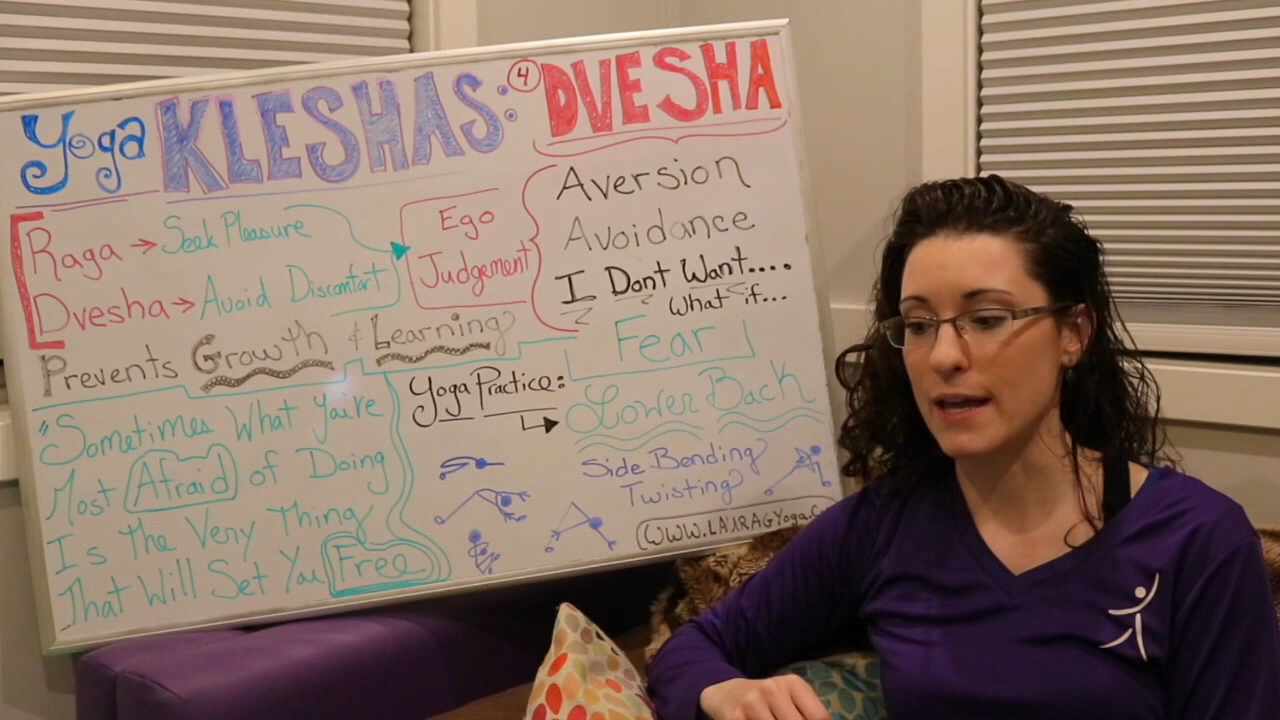 Yoga KLESHAS: 4 DVESHA
Raga → Seek Pleasure
Dvesha → Avoid Discomfort
Ego
Judgement
Aversion
Avoidance
I Dont Want....
What if...
Fear
Prevents Growth & Learning
"Sometimes What You're
Most Afraid of Doing
Is The Very Thing
That Will Set You Free
Yoga Practice:
Lower Back
Side Bending
Twisting